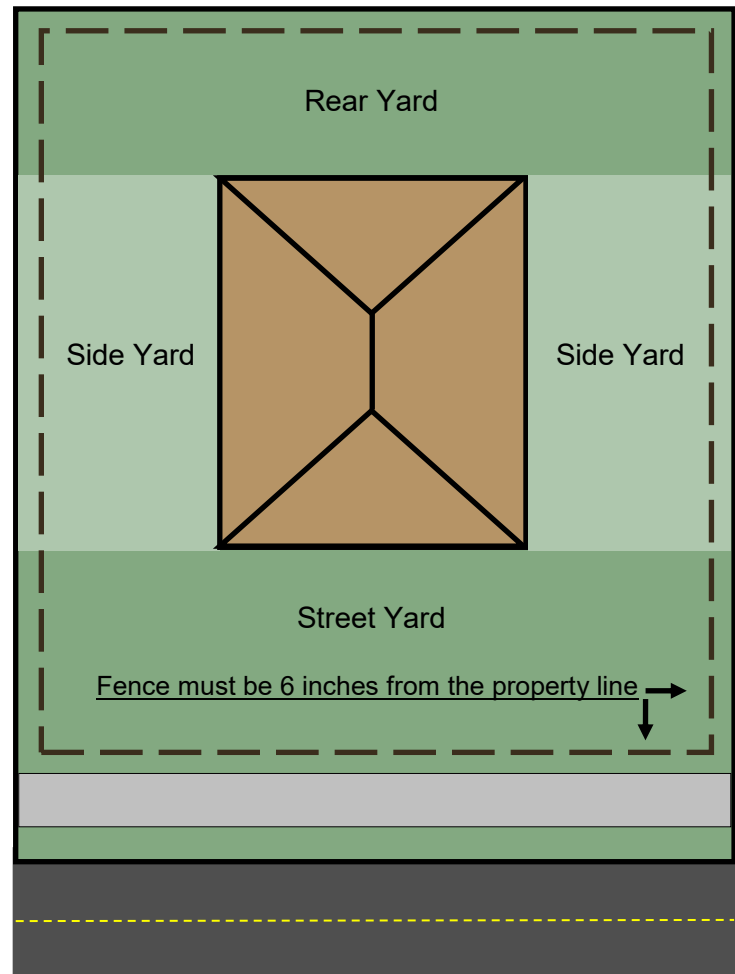 Rear Yard
Side Yard
Side Yard
Street Yard
Fence must be 6 inches from the property line